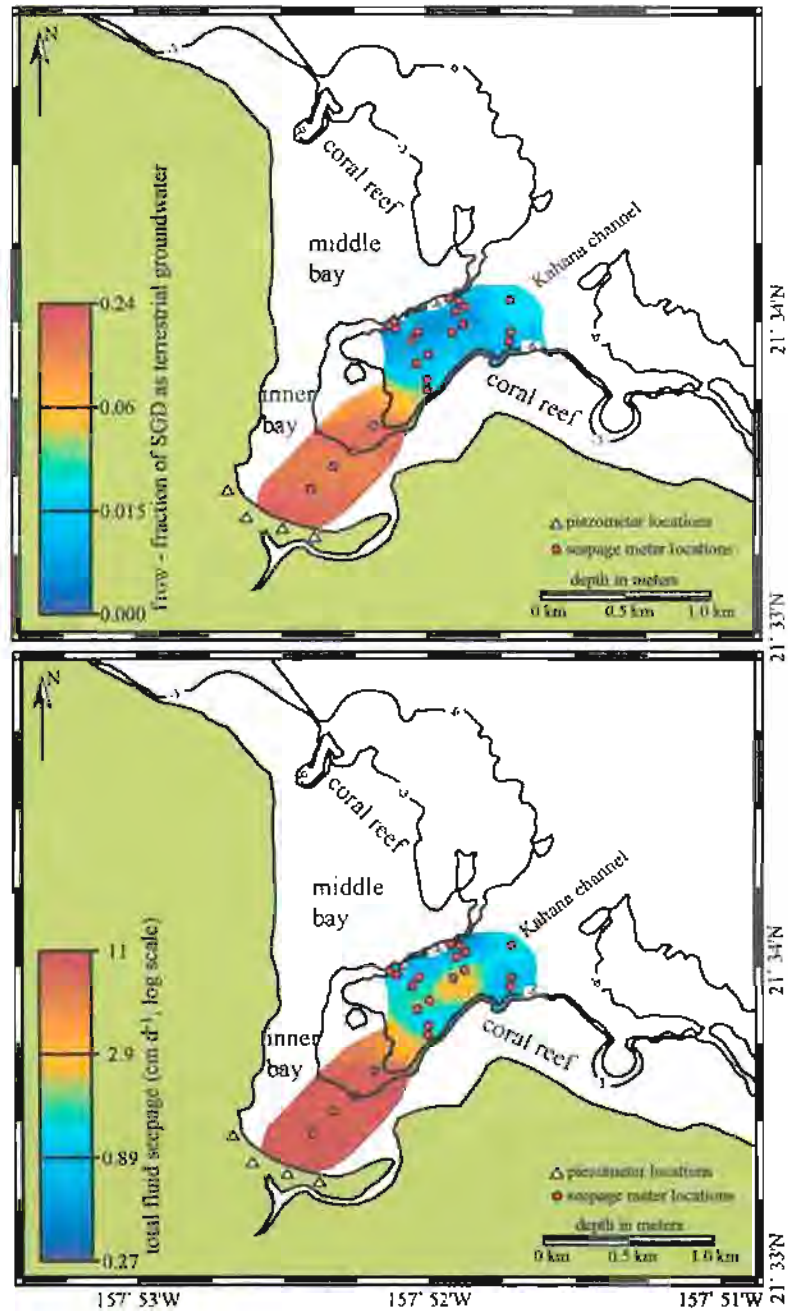 N
coral reef
middle
bay
Kahana channel
21° 34'N
coral reef
inner
bay
0.24
0.06
0.015
0.000
frow - fraction of SGD as terrestrial groundwater
piezometer locations
seepage meter locations
depth in meters
0 km 0.5 km 1.0 km
21° 33'N
N
coral reef
middle
bay
Kahana channel
21° 34'N
coral reef
inner
bay
11
2.9
0.89
0.27
total fluid seepage (cm d⁻¹, log scale)
piezometer locations
seepage meter locations
depth in meters
0 km 0.5 km 1.0 km
21° 33'N
157° 53'W 157° 52'W 157° 51'W